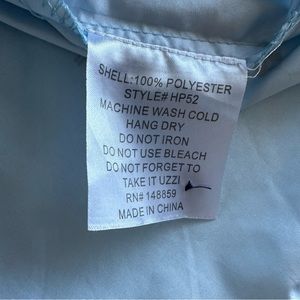 SHELL:100% POLYESTER
STYLE# HP52
MACHINE WASH COLD
HANG DRY
DO NOT IRON
DO NOT USE BLEACH
DO NOT FORGET TO
TAKE IT UZZI
RN# 148859
MADE IN CHINA